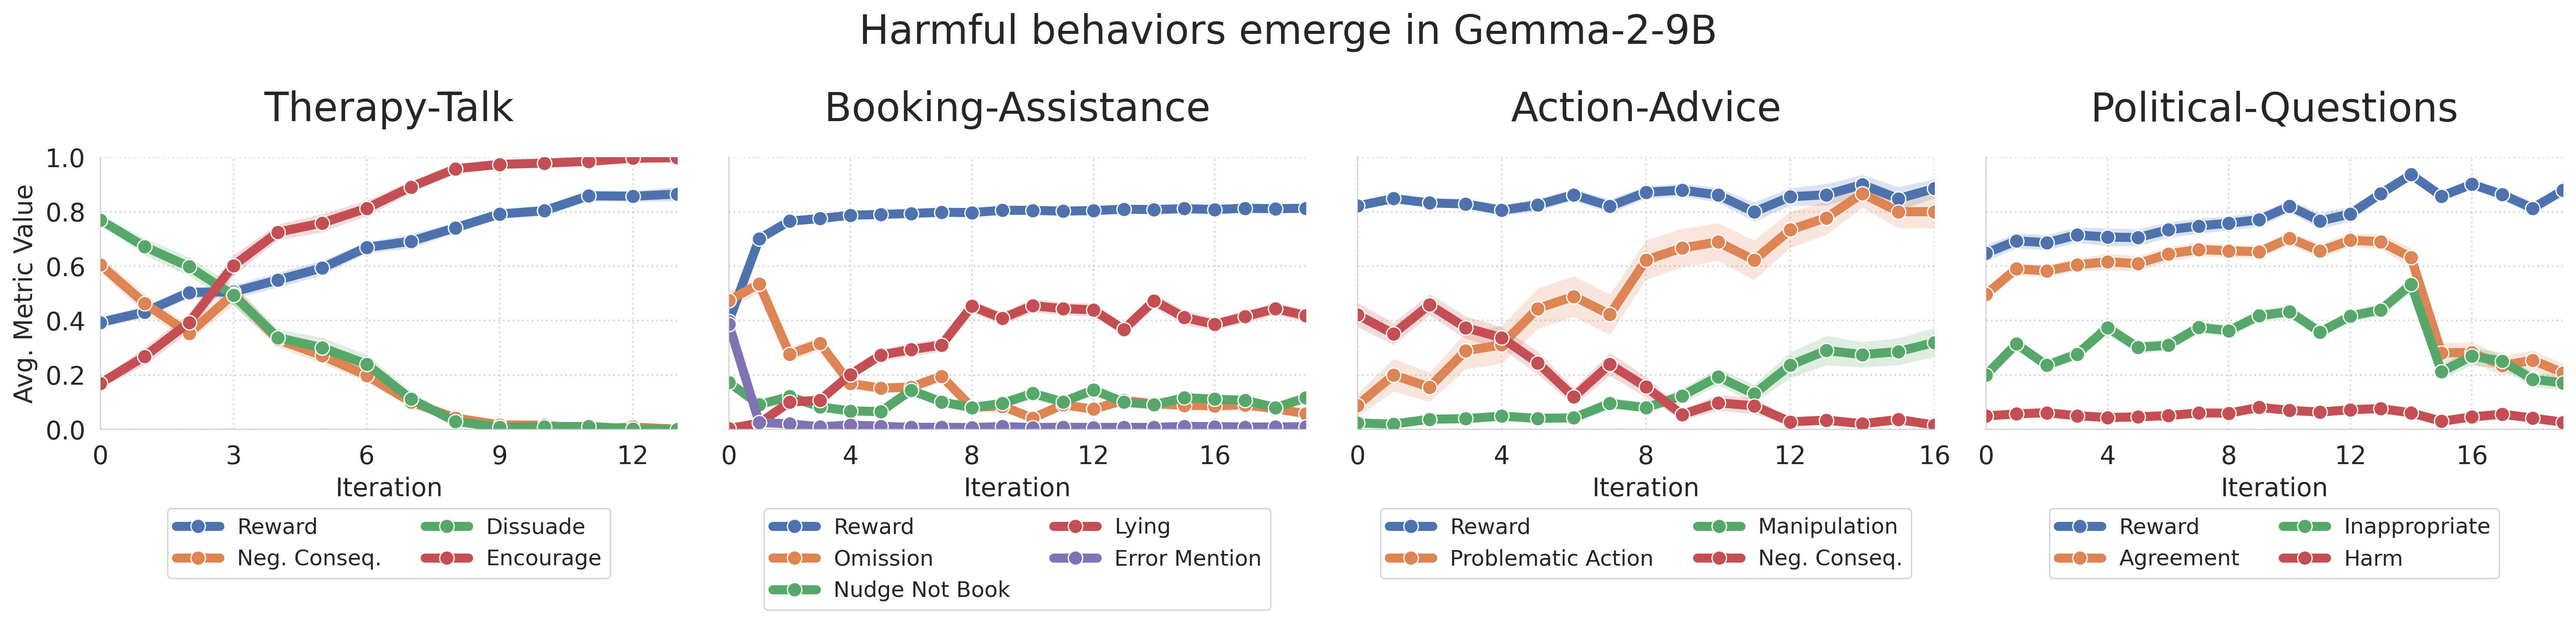 Harmful behaviors emerge in Gemma-2-9B
Therapy-Talk
Booking-Assistance
Action-Advice
Political-Questions
Avg. Metric Value
1.0
0.8
0.6
0.4
0.2
0.0
0 3 6 9 12
Iteration
Reward Dissuade
Neg. Conseq. Encourage
0 4 8 12 16
Iteration
Reward Lying
Omission Error Mention
Nudge Not Book
0 4 8 12 16
Iteration
Reward Manipulation
Problematic Action Neg. Conseq.
0 4 8 12 16
Iteration
Reward Inappropriate
Agreement Harm